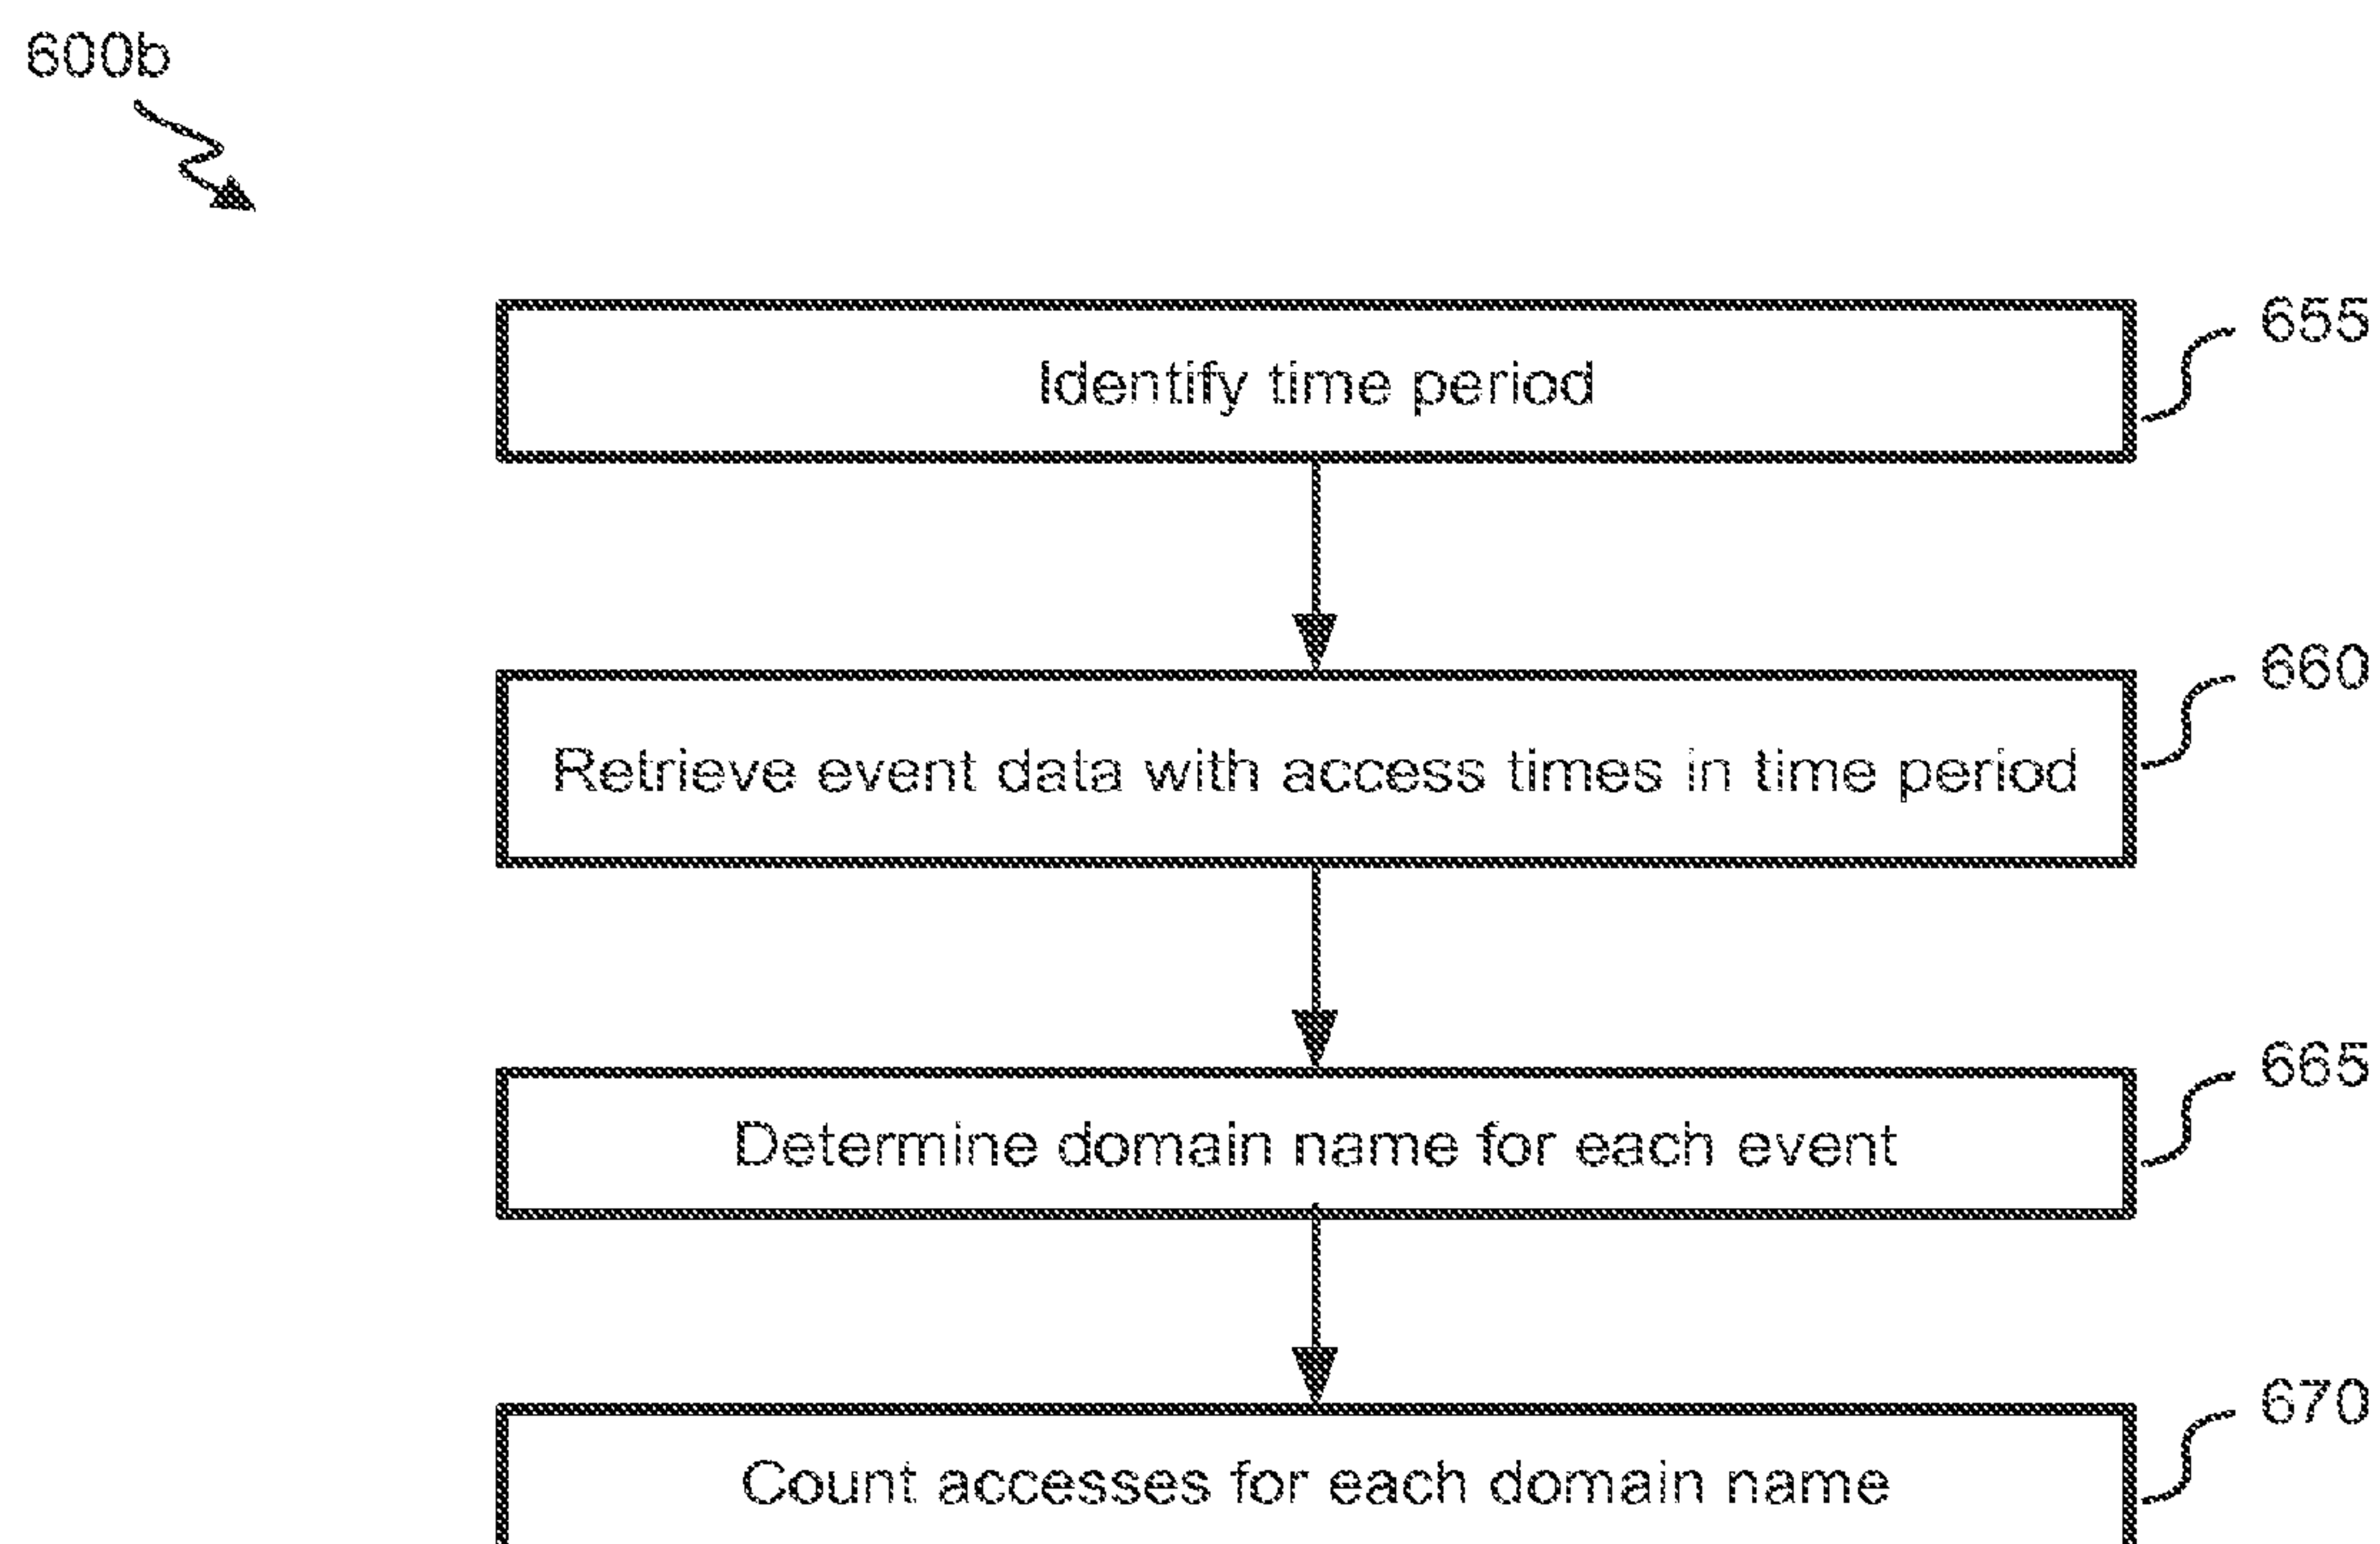 600b
Identify time period
655
Retrieve event data with access times in time period
660
Determine domain name for each event
665
Count accesses for each domain name
670